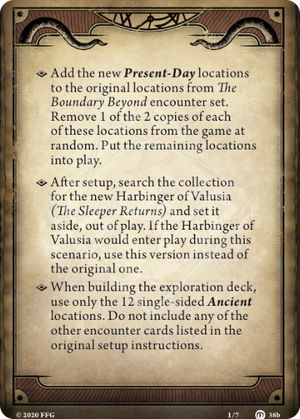 Add the new Present-Day locations
to the original locations from The
Boundary Beyond encounter set.
Remove 1 of the 2 copies of each
of these locations from the game at
random. Put the remaining locations
into play.
After setup, search the collection
for the new Harbinger of Valusia
(The Sleeper Returns) and set it
aside, out of play. If the Harbinger of
Valusia would enter play during this
scenario, use this version instead of
the original one.
When building the exploration deck,
use only the 12 single-sided Ancient
locations. Do not include any of the
other encounter cards listed in the
original setup instructions.
© 2020 FFG 1/7 38b